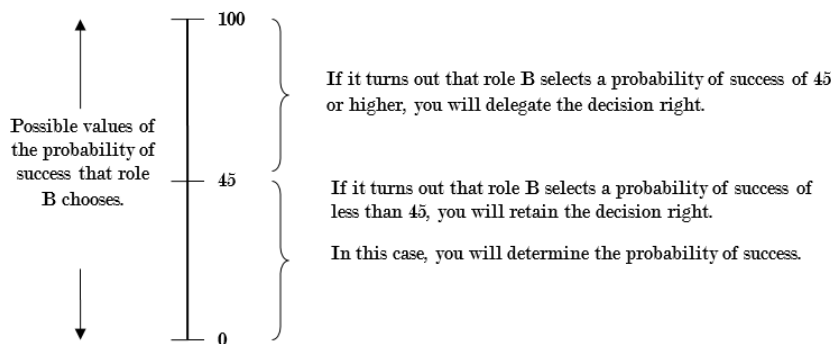 100
If it turns out that role B selects a probability of success of 45
or higher, you will delegate the decision right.
Possible values of
the probability of
success that role
B chooses.
45
If it turns out that role B selects a probability of success of
less than 45, you will retain the decision right.
In this case, you will determine the probability of success.
0